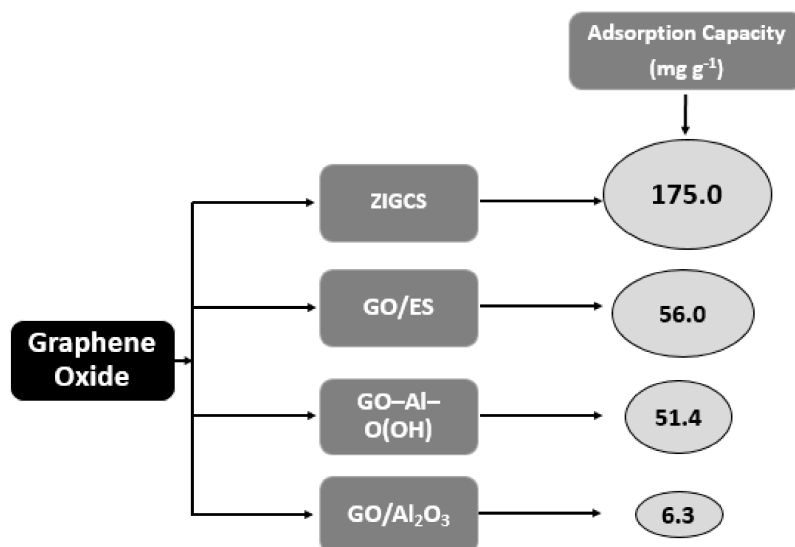 Adsorption Capacity
(mg g⁻¹)
ZIGCS
175.0
GO/ES
56.0
Graphene
Oxide
GO–Al–
O(OH)
51.4
GO/Al₂O₃
6.3